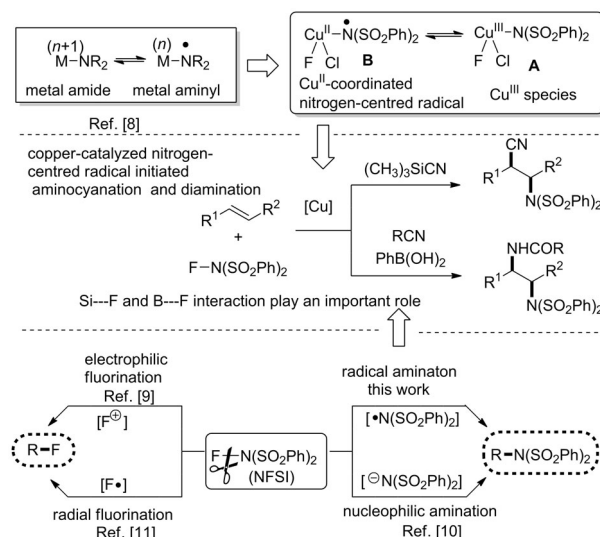 (n+1) (n) •
M—NR₂ ⇌ M—NR₂
metal amide metal aminyl
Ref. [8]
Cuᴵᴵ—N(SO₂Ph)₂ ⇌ Cuᴵᴵᴵ—N(SO₂Ph)₂
•
F Cl B F Cl A
Cuᴵᴵ-coordinated
nitrogen-centred radical
Cuᴵᴵᴵ species
copper-catalyzed nitrogen-
centred radical initiated
aminocyanation and diamination
R¹ R²
+
F—N(SO₂Ph)₂
[Cu]
(CH₃)₃SiCN
CN
R¹ R²
N(SO₂Ph)₂
RCN
PhB(OH)₂
NHCOR
R¹ R²
N(SO₂Ph)₂
Si---F and B---F interaction play an important role
electrophilic
fluorination
Ref. [9]
[F⊕]
R—F
[F•]
radial fluorination
Ref. [11]
F—N(SO₂Ph)₂
(NFSI)
radical aminaton
this work
[•N(SO₂Ph)₂]
R—N(SO₂Ph)₂
[⊖N(SO₂Ph)₂]
nucleophilic amination
Ref. [10]